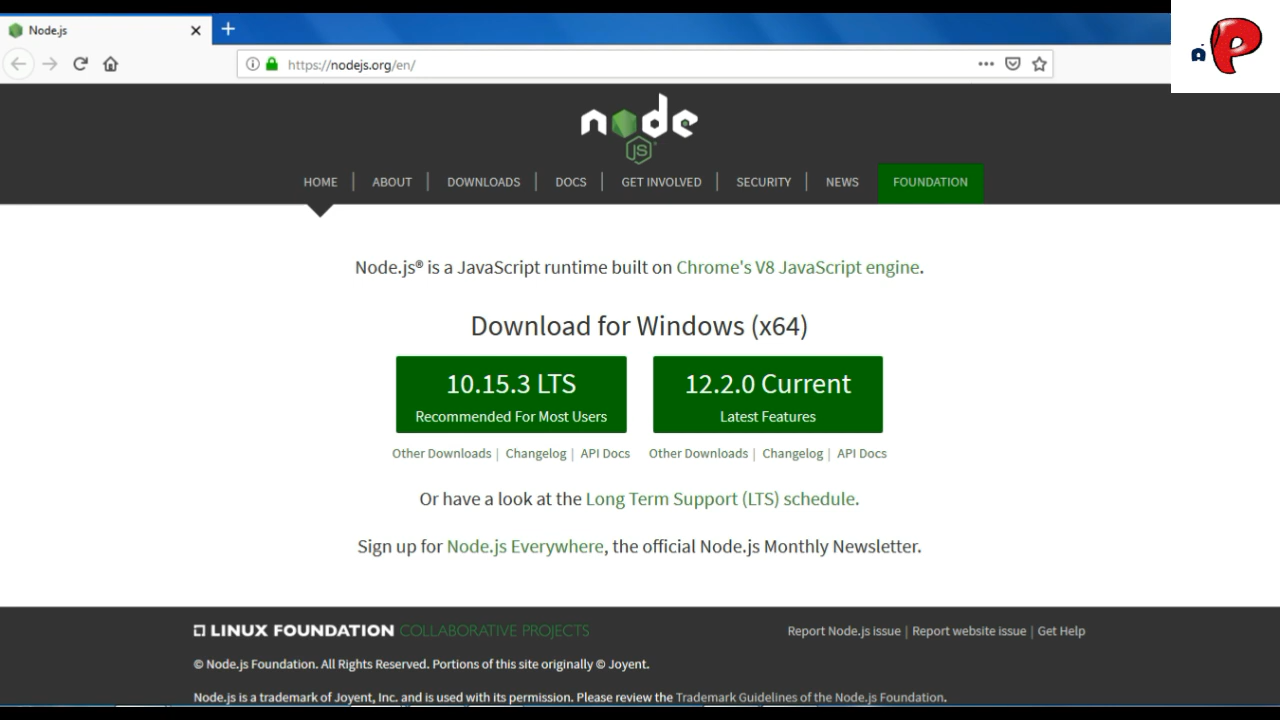 Node.js
https://nodejs.org/en/
P
node
JS
HOME | ABOUT | DOWNLOADS | DOCS | GET INVOLVED | SECURITY | NEWS FOUNDATION
Node.js® is a JavaScript runtime built on Chrome's V8 JavaScript engine.
Download for Windows (x64)
10.15.3 LTS
Recommended For Most Users
12.2.0 Current
Latest Features
Other Downloads | Changelog | API Docs
Other Downloads | Changelog | API Docs
Or have a look at the Long Term Support (LTS) schedule.
Sign up for Node.js Everywhere, the official Node.js Monthly Newsletter.
LINUX FOUNDATION COLLABORATIVE PROJECTS
Report Node.js issue | Report website issue | Get Help
© Node.js Foundation. All Rights Reserved. Portions of this site originally © Joyent.
Node.js is a trademark of Joyent, Inc. and is used with its permission. Please review the Trademark Guidelines of the Node.js Foundation.